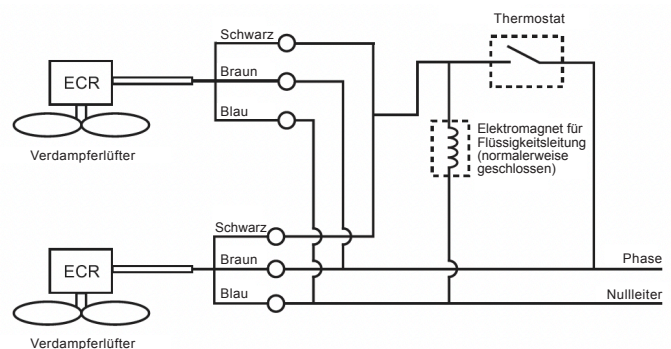 Thermostat
Schwarz
ECR
Braun
Blau
Verdampferlüfter
Elektromagnet für
Flüssigkeitsleitung
(normalerweise
geschlossen)
Schwarz
ECR
Braun
Phase
Blau
Nullleiter
Verdampferlüfter